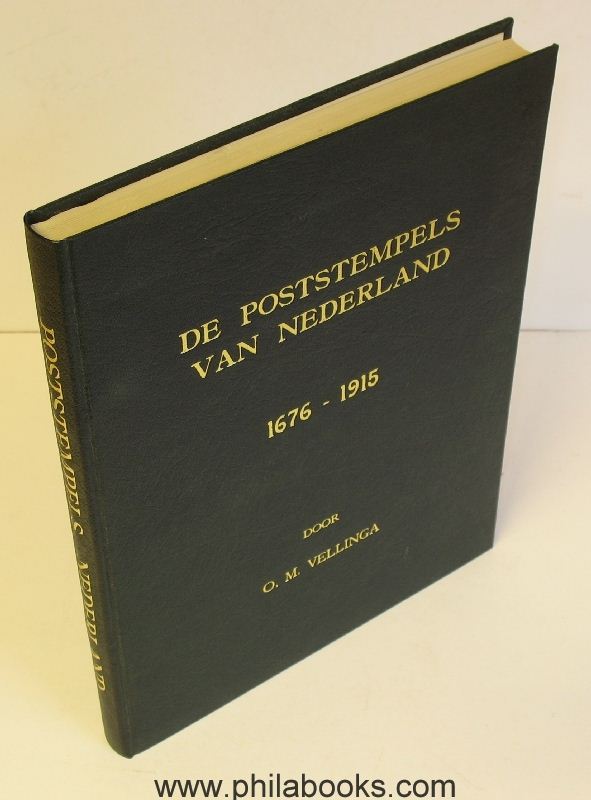 DE POSTSTEMPELS
VAN NEDERLAND
1676 - 1915
DOOR
O. M. VELLINGA
POSTSTEMPELS NEDERLAND
www.philabooks.com